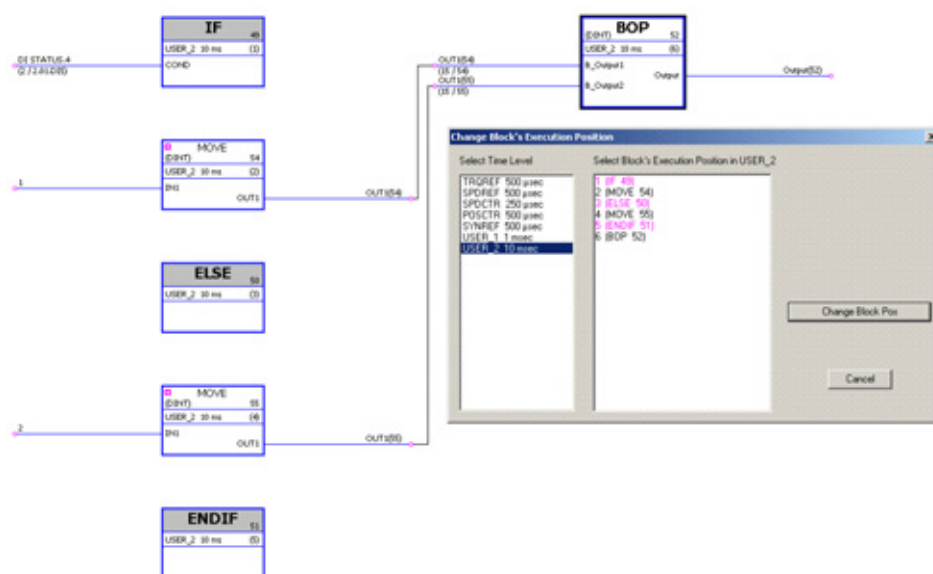 IF
49
USER_2 10 ms (1)
COND
DI STATUS-4
MOVE
(DINT) 54
USER_2 10 ms (2)
IN1
OUT1
1
OUT1(54)
ELSE
50
USER_2 10 ms (3)
MOVE
(DINT) 55
USER_2 10 ms (4)
IN1
OUT1
2
OUT1(55)
ENDIF
51
USER_2 10 ms (5)
OUT1(54)
(15 / 54)
OUT1(55)
(15 / 55)
BOP
(DINT) 52
USER_2 10 ms (6)
B_Output1
B_Output2
Output
Output(52)
Change Block's Execution Position
Select Time Level
TRQREF 500 µsec
SPDREF 500 µsec
SPDCTR 250 µsec
POSCTR 500 µsec
SYNREF 500 µsec
USER_1 1 msec
USER_2 10 msec
Select Block's Execution Position in USER_2
1 (IF 49)
2 (MOVE 54)
3 (ELSE 50)
4 (MOVE 55)
5 (ENDIF 51)
6 (BOP 52)
Change Block Pos
Cancel